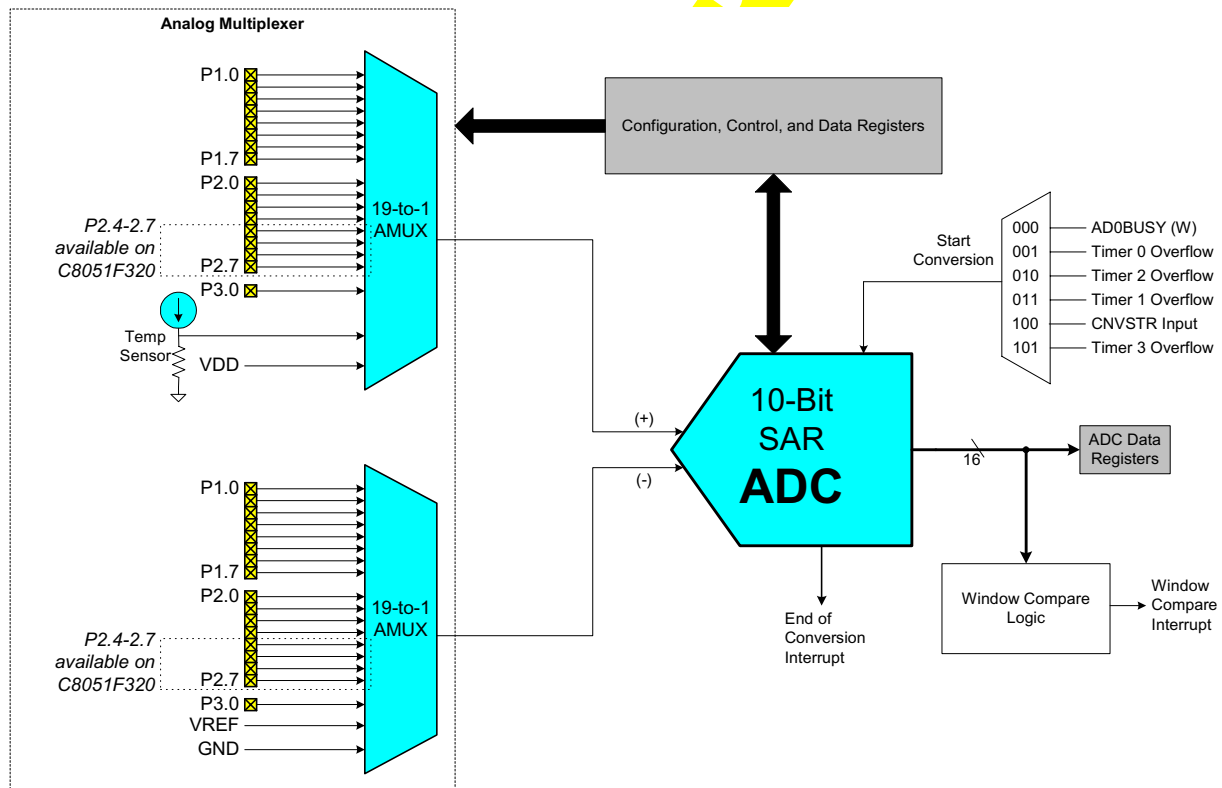 Analog Multiplexer
P1.0
P1.7
P2.0
P2.4-2.7
available on
C8051F320
P2.7
P3.0
Temp
Sensor
VDD
19-to-1
AMUX
Configuration, Control, and Data Registers
Start
Conversion
000
AD0BUSY (W)
001
Timer 0 Overflow
010
Timer 2 Overflow
011
Timer 1 Overflow
100
CNVSTR Input
101
Timer 3 Overflow
(+)
(-)
10-Bit
SAR
ADC
16
ADC Data
Registers
End of
Conversion
Interrupt
Window Compare
Logic
Window
Compare
Interrupt
P1.0
P1.7
P2.0
P2.4-2.7
available on
C8051F320
P2.7
P3.0
VREF
GND
19-to-1
AMUX